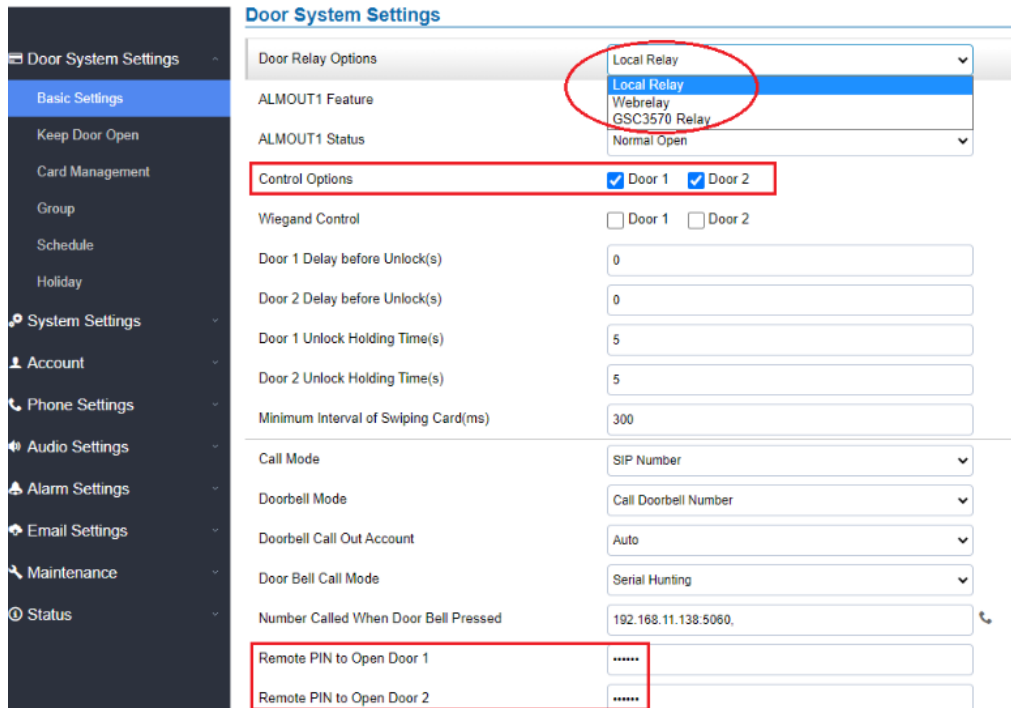 Door System Settings
Door System Settings
Basic Settings
Keep Door Open
Card Management
Group
Schedule
Holiday
System Settings
Account
Phone Settings
Audio Settings
Alarm Settings
Email Settings
Maintenance
Status
Door Relay Options Local Relay
Local Relay
Webrelay
GSC3570 Relay
ALMOUT1 Feature
ALMOUT1 Status Normal Open
Control Options Door 1 Door 2
Wiegand Control Door 1 Door 2
Door 1 Delay before Unlock(s) 0
Door 2 Delay before Unlock(s) 0
Door 1 Unlock Holding Time(s) 5
Door 2 Unlock Holding Time(s) 5
Minimum Interval of Swiping Card(ms) 300
Call Mode SIP Number
Doorbell Mode Call Doorbell Number
Doorbell Call Out Account Auto
Door Bell Call Mode Serial Hunting
Number Called When Door Bell Pressed 192.168.11.138:5060,
Remote PIN to Open Door 1 ••••••
Remote PIN to Open Door 2 ••••••